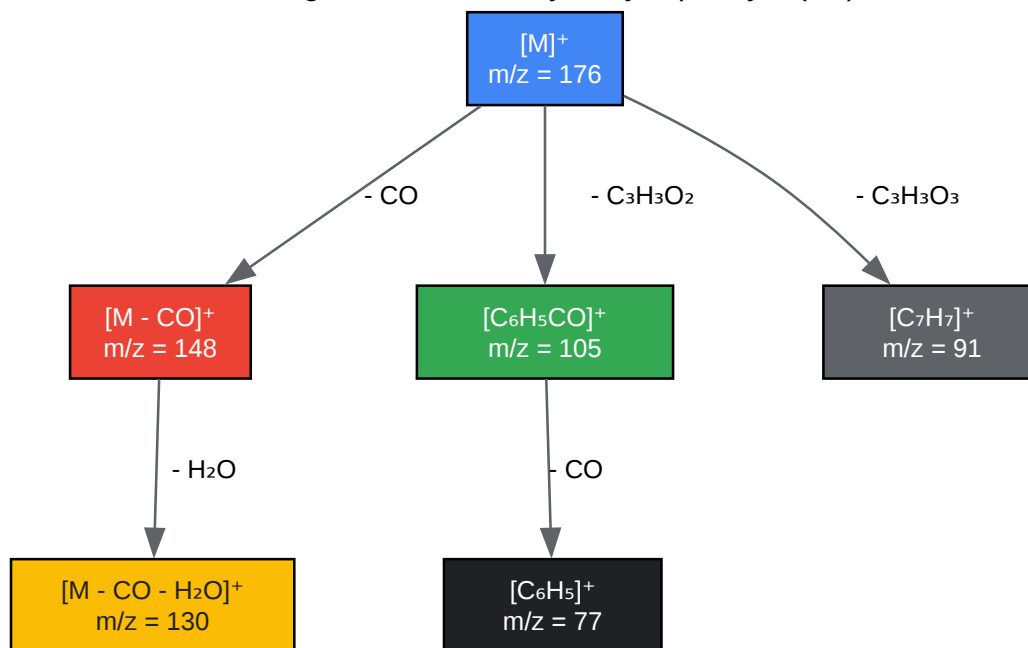 [M]⁺
m/z = 176
- CO
- C₃H₃O₂
- C₃H₃O₃
[M - CO]⁺
m/z = 148
[C₆H₅CO]⁺
m/z = 105
[C₇H₇]⁺
m/z = 91
- H₂O
- CO
[M - CO - H₂O]⁺
m/z = 130
[C₆H₅]⁺
m/z = 77